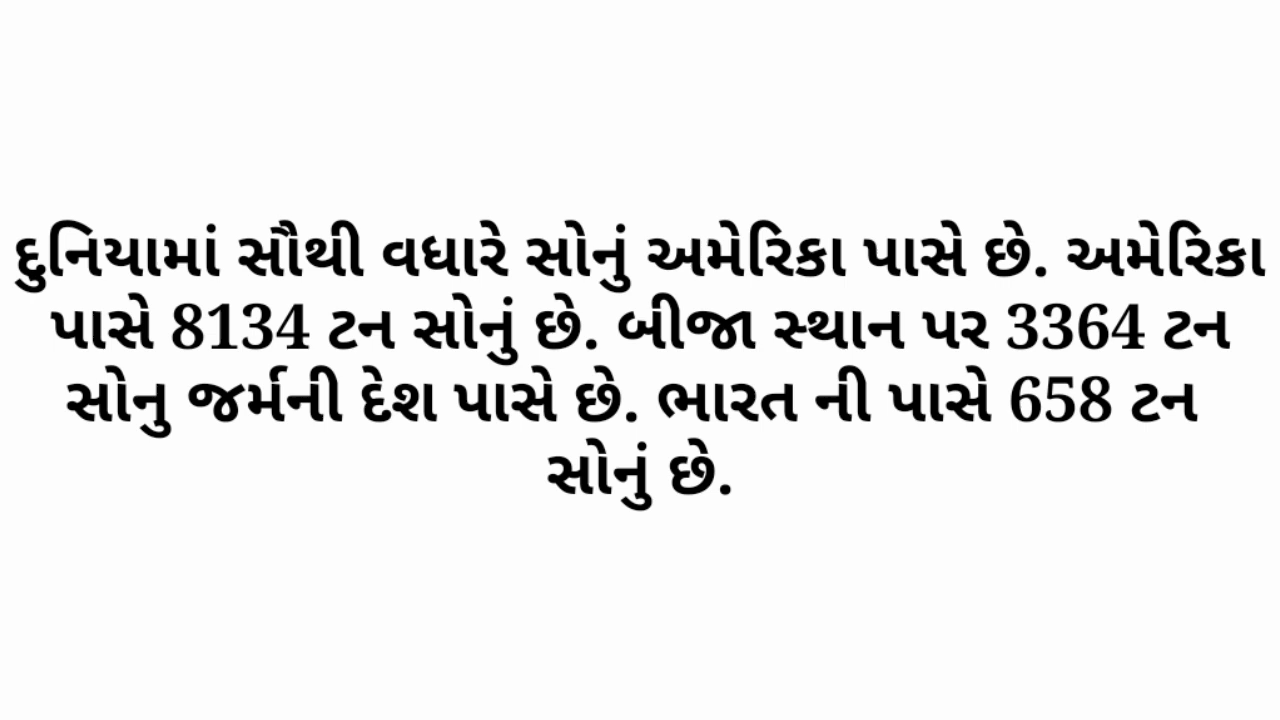 દુનિયામાં સૌથી વધારે સોનું અમેરિકા પાસે છે. અમેરિકા
પાસે 8134 ટન સોનું છે. બીજા સ્થાન પર 3364 ટન
સોનુ જર્મની દેશ પાસે છે. ભારત ની પાસે 658 ટન
સોનું છે.